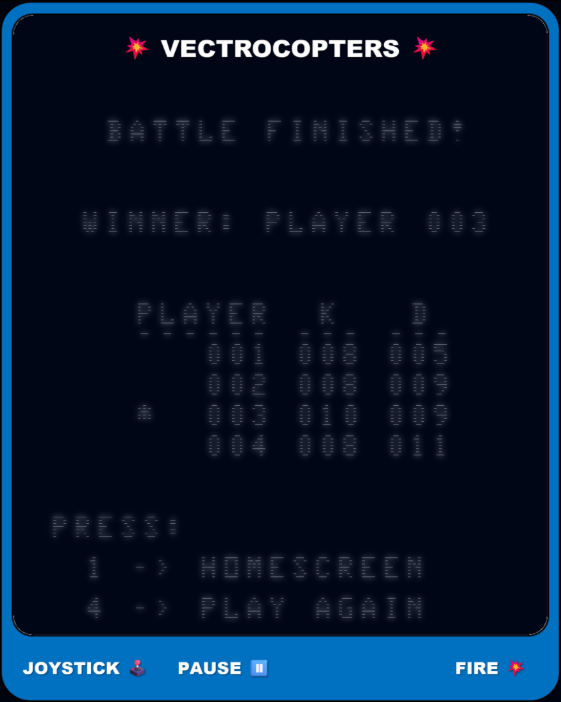 VECTROCOPTERS
BATTLE FINISHED!
WINNER: PLAYER 003
PLAYER K D
001 008 005
002 008 009
* 003 010 009
004 008 011
PRESS:
1 -> HOMESCREEN
4 -> PLAY AGAIN
JOYSTICK PAUSE FIRE